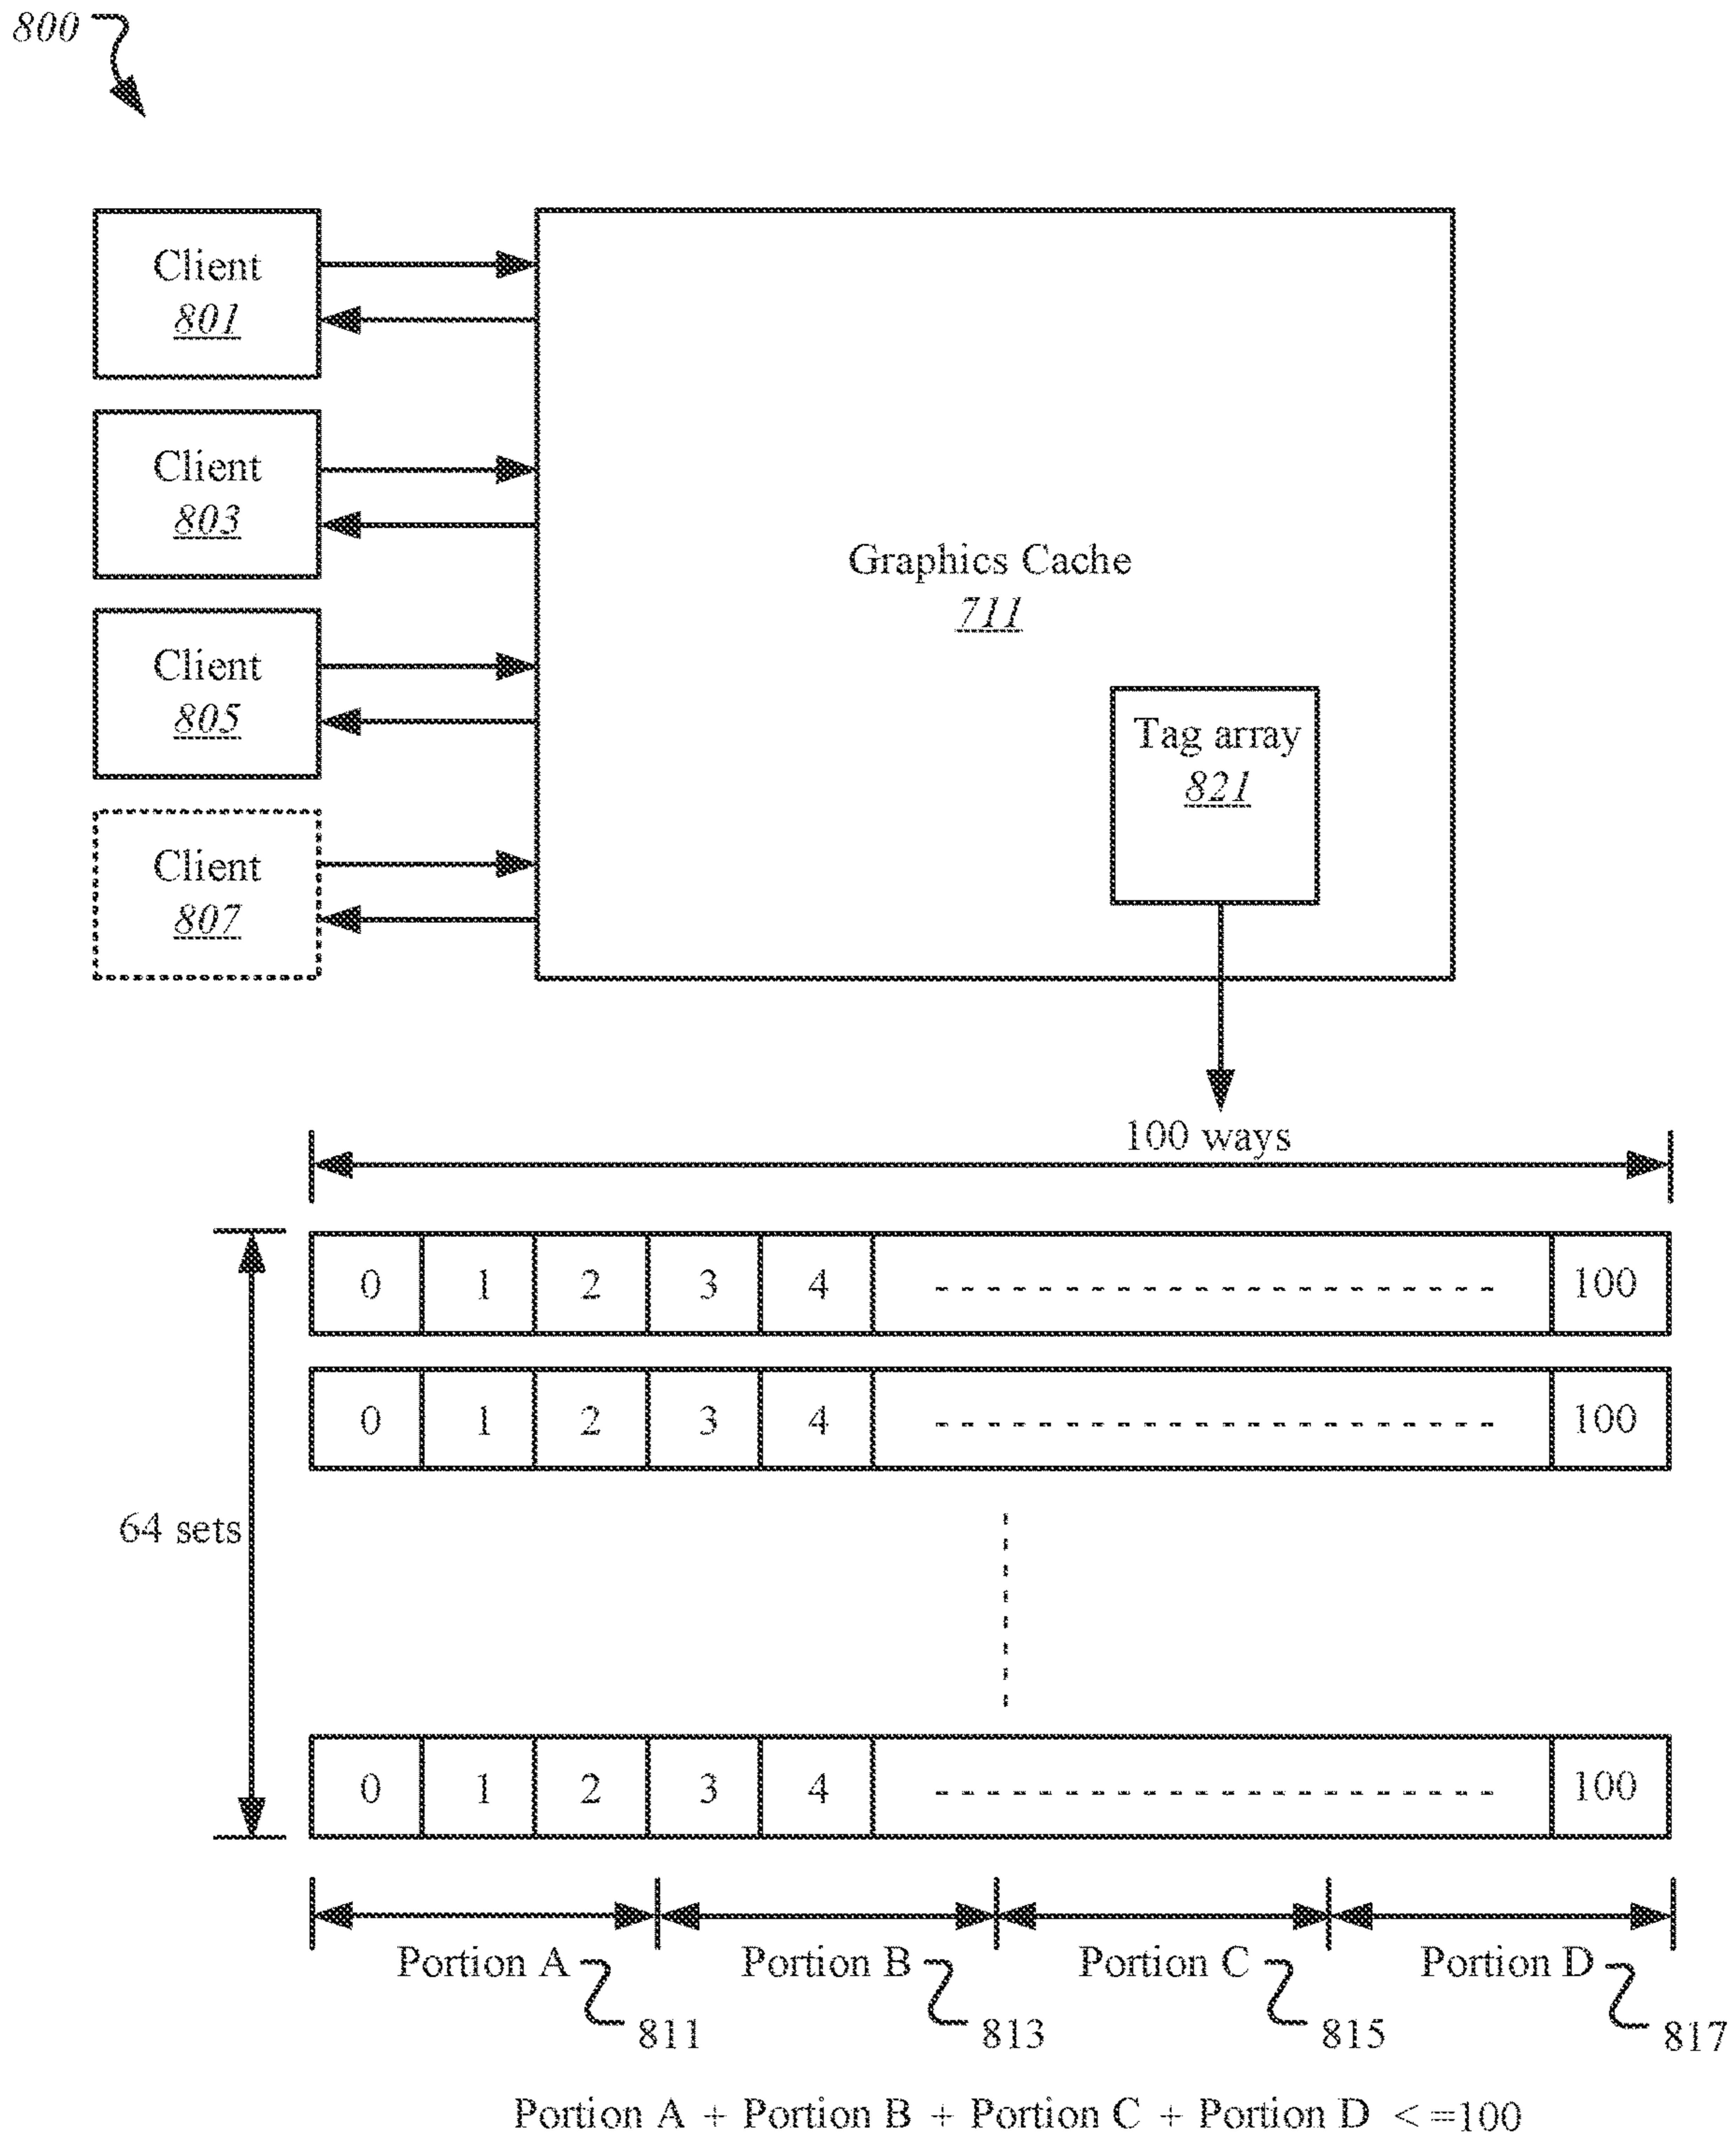 800
Client
801
Client
803
Client
805
Client
807
Graphics Cache
711
Tag array
821
100 ways
0 1 2 3 4 100
0 1 2 3 4 100
64 sets
0 1 2 3 4 100
Portion A Portion B Portion C Portion D
811 813 815 817
Portion A + Portion B + Portion C + Portion D <=100